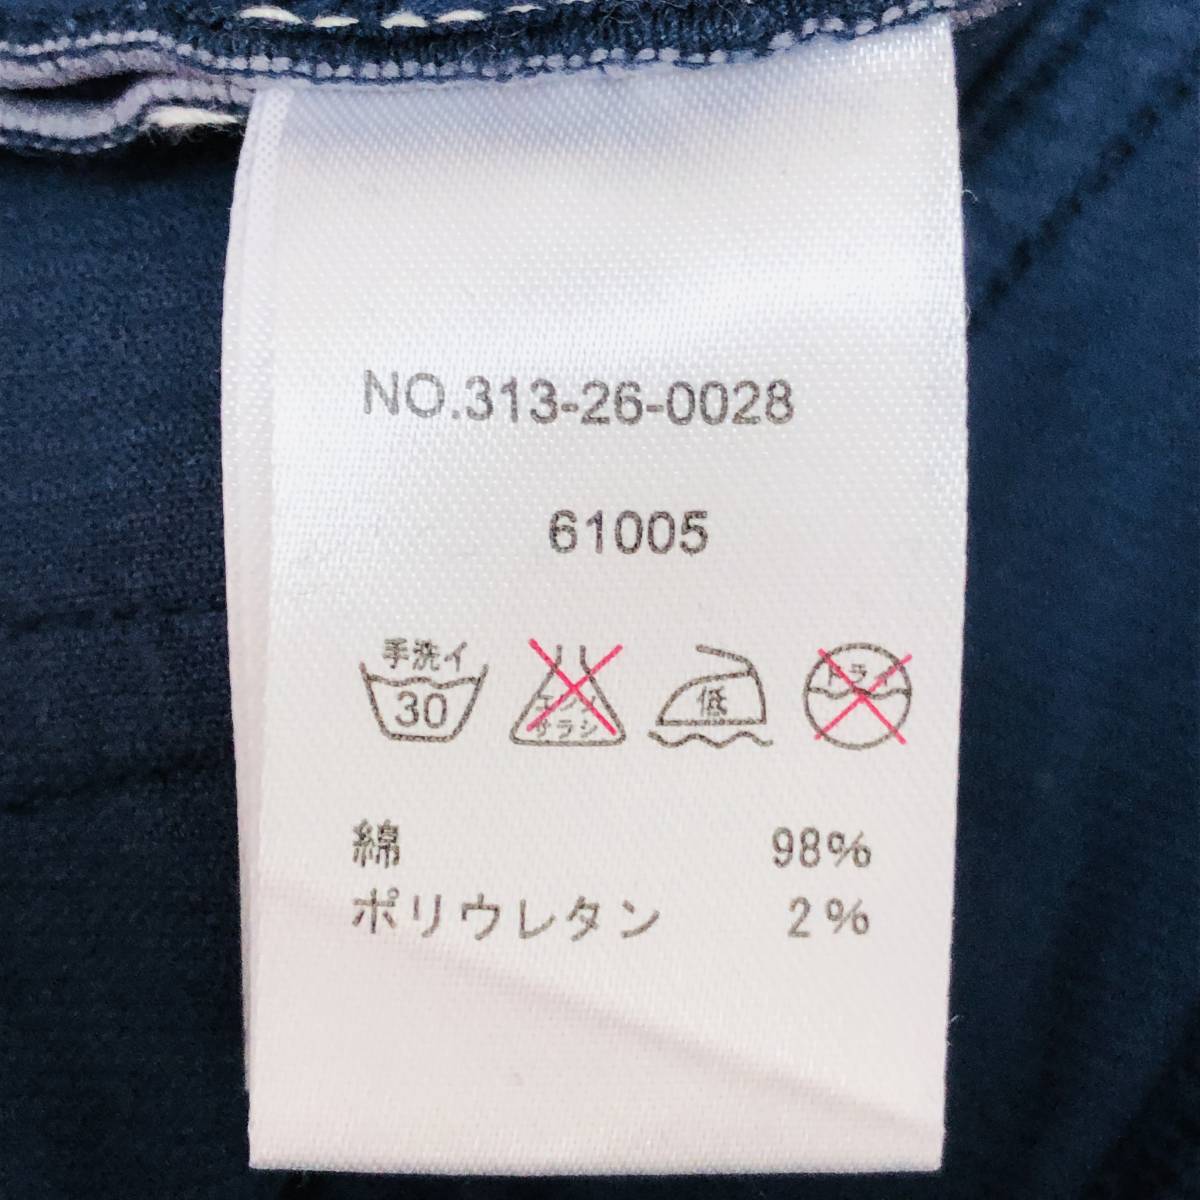 NO.313-26-0028
61005
手洗イ
30
エンソ
サラシ
低
ドライ
綿 98%
ポリウレタン 2%